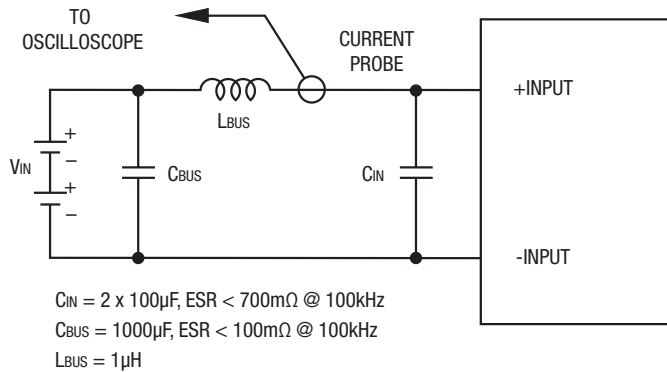 TO
OSCILLOSCOPE
CURRENT
PROBE
LBUS
+INPUT
+
VIN
−
+
−
CBUS
CIN
-INPUT
CIN = 2 x 100µF, ESR < 700mΩ @ 100kHz
CBUS = 1000µF, ESR < 100mΩ @ 100kHz
LBUS = 1µH